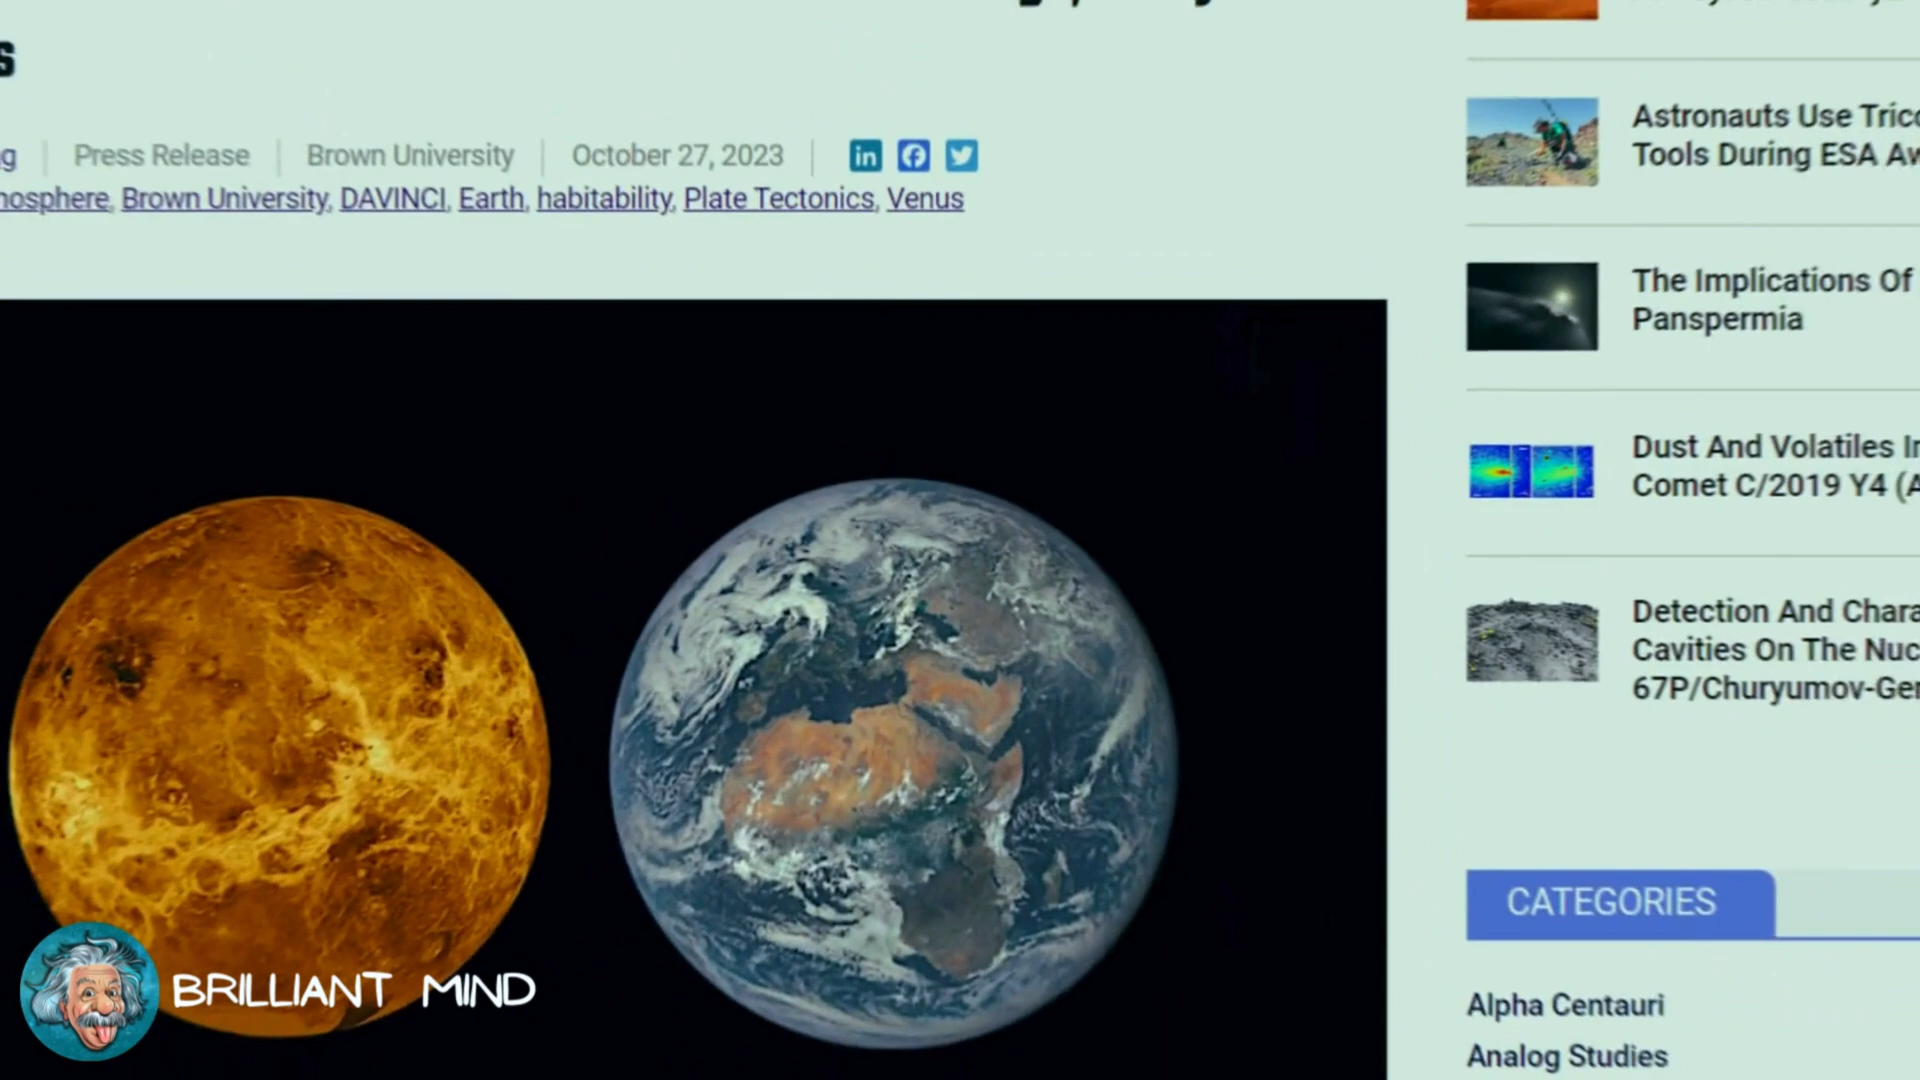 s
Press Release
Brown University
October 27, 2023
Brown University, DAVINCI, Earth, habitability, Plate Tectonics, Venus
Astronauts Use
Tools During ESA
The Implications Of
Panspermia
Dust And Volatiles
Comet C/2019 Y4
Detection And
Cavities On The
CATEGORIES
Alpha Centauri
Analog Studies
BRILLIANT MIND